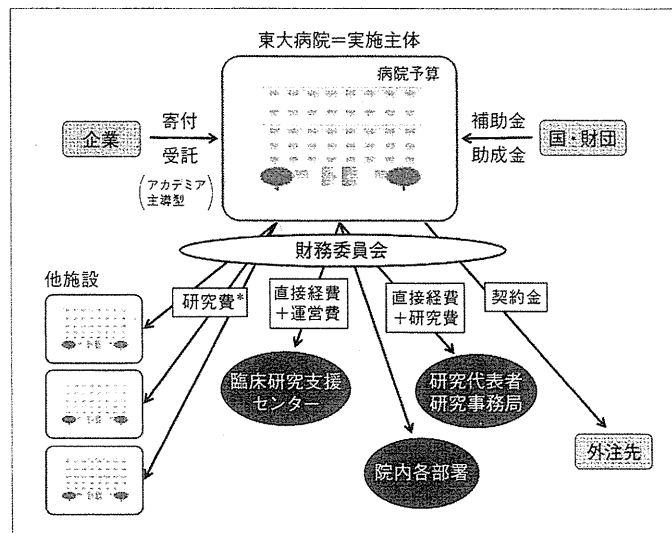 東大病院＝実施主体
病院予算
企業
寄付
受託
(アカデミア
主導型)
補助金
助成金
国・財団
財務委員会
他施設
研究費*
直接経費
＋運営費
直接経費
＋研究費
契約金
臨床研究支援
センター
研究代表者
研究事務局
院内各部署
外注先